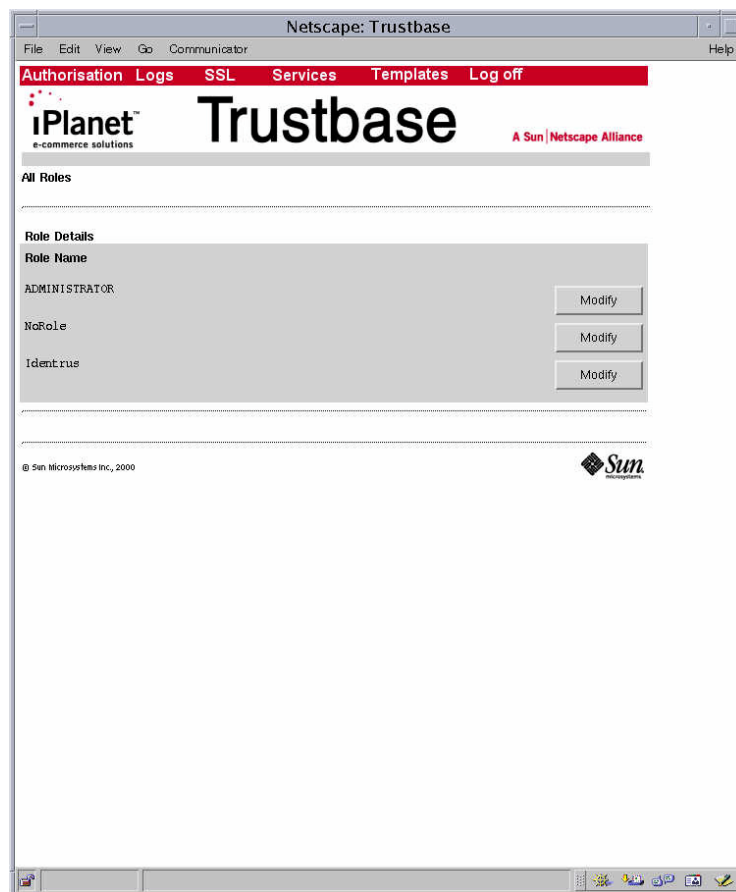 Netscape: Trustbase
File Edit View Go Communicator Help
Authorisation Logs SSL Services Templates Log off
iPlanet™
e-commerce solutions
Trustbase
A Sun | Netscape Alliance
All Roles
Role Details
Role Name
ADMINISTRATOR
Modify
NoRole
Modify
Identrus
Modify
© Sun Microsystems Inc., 2000
Sun
microsystems